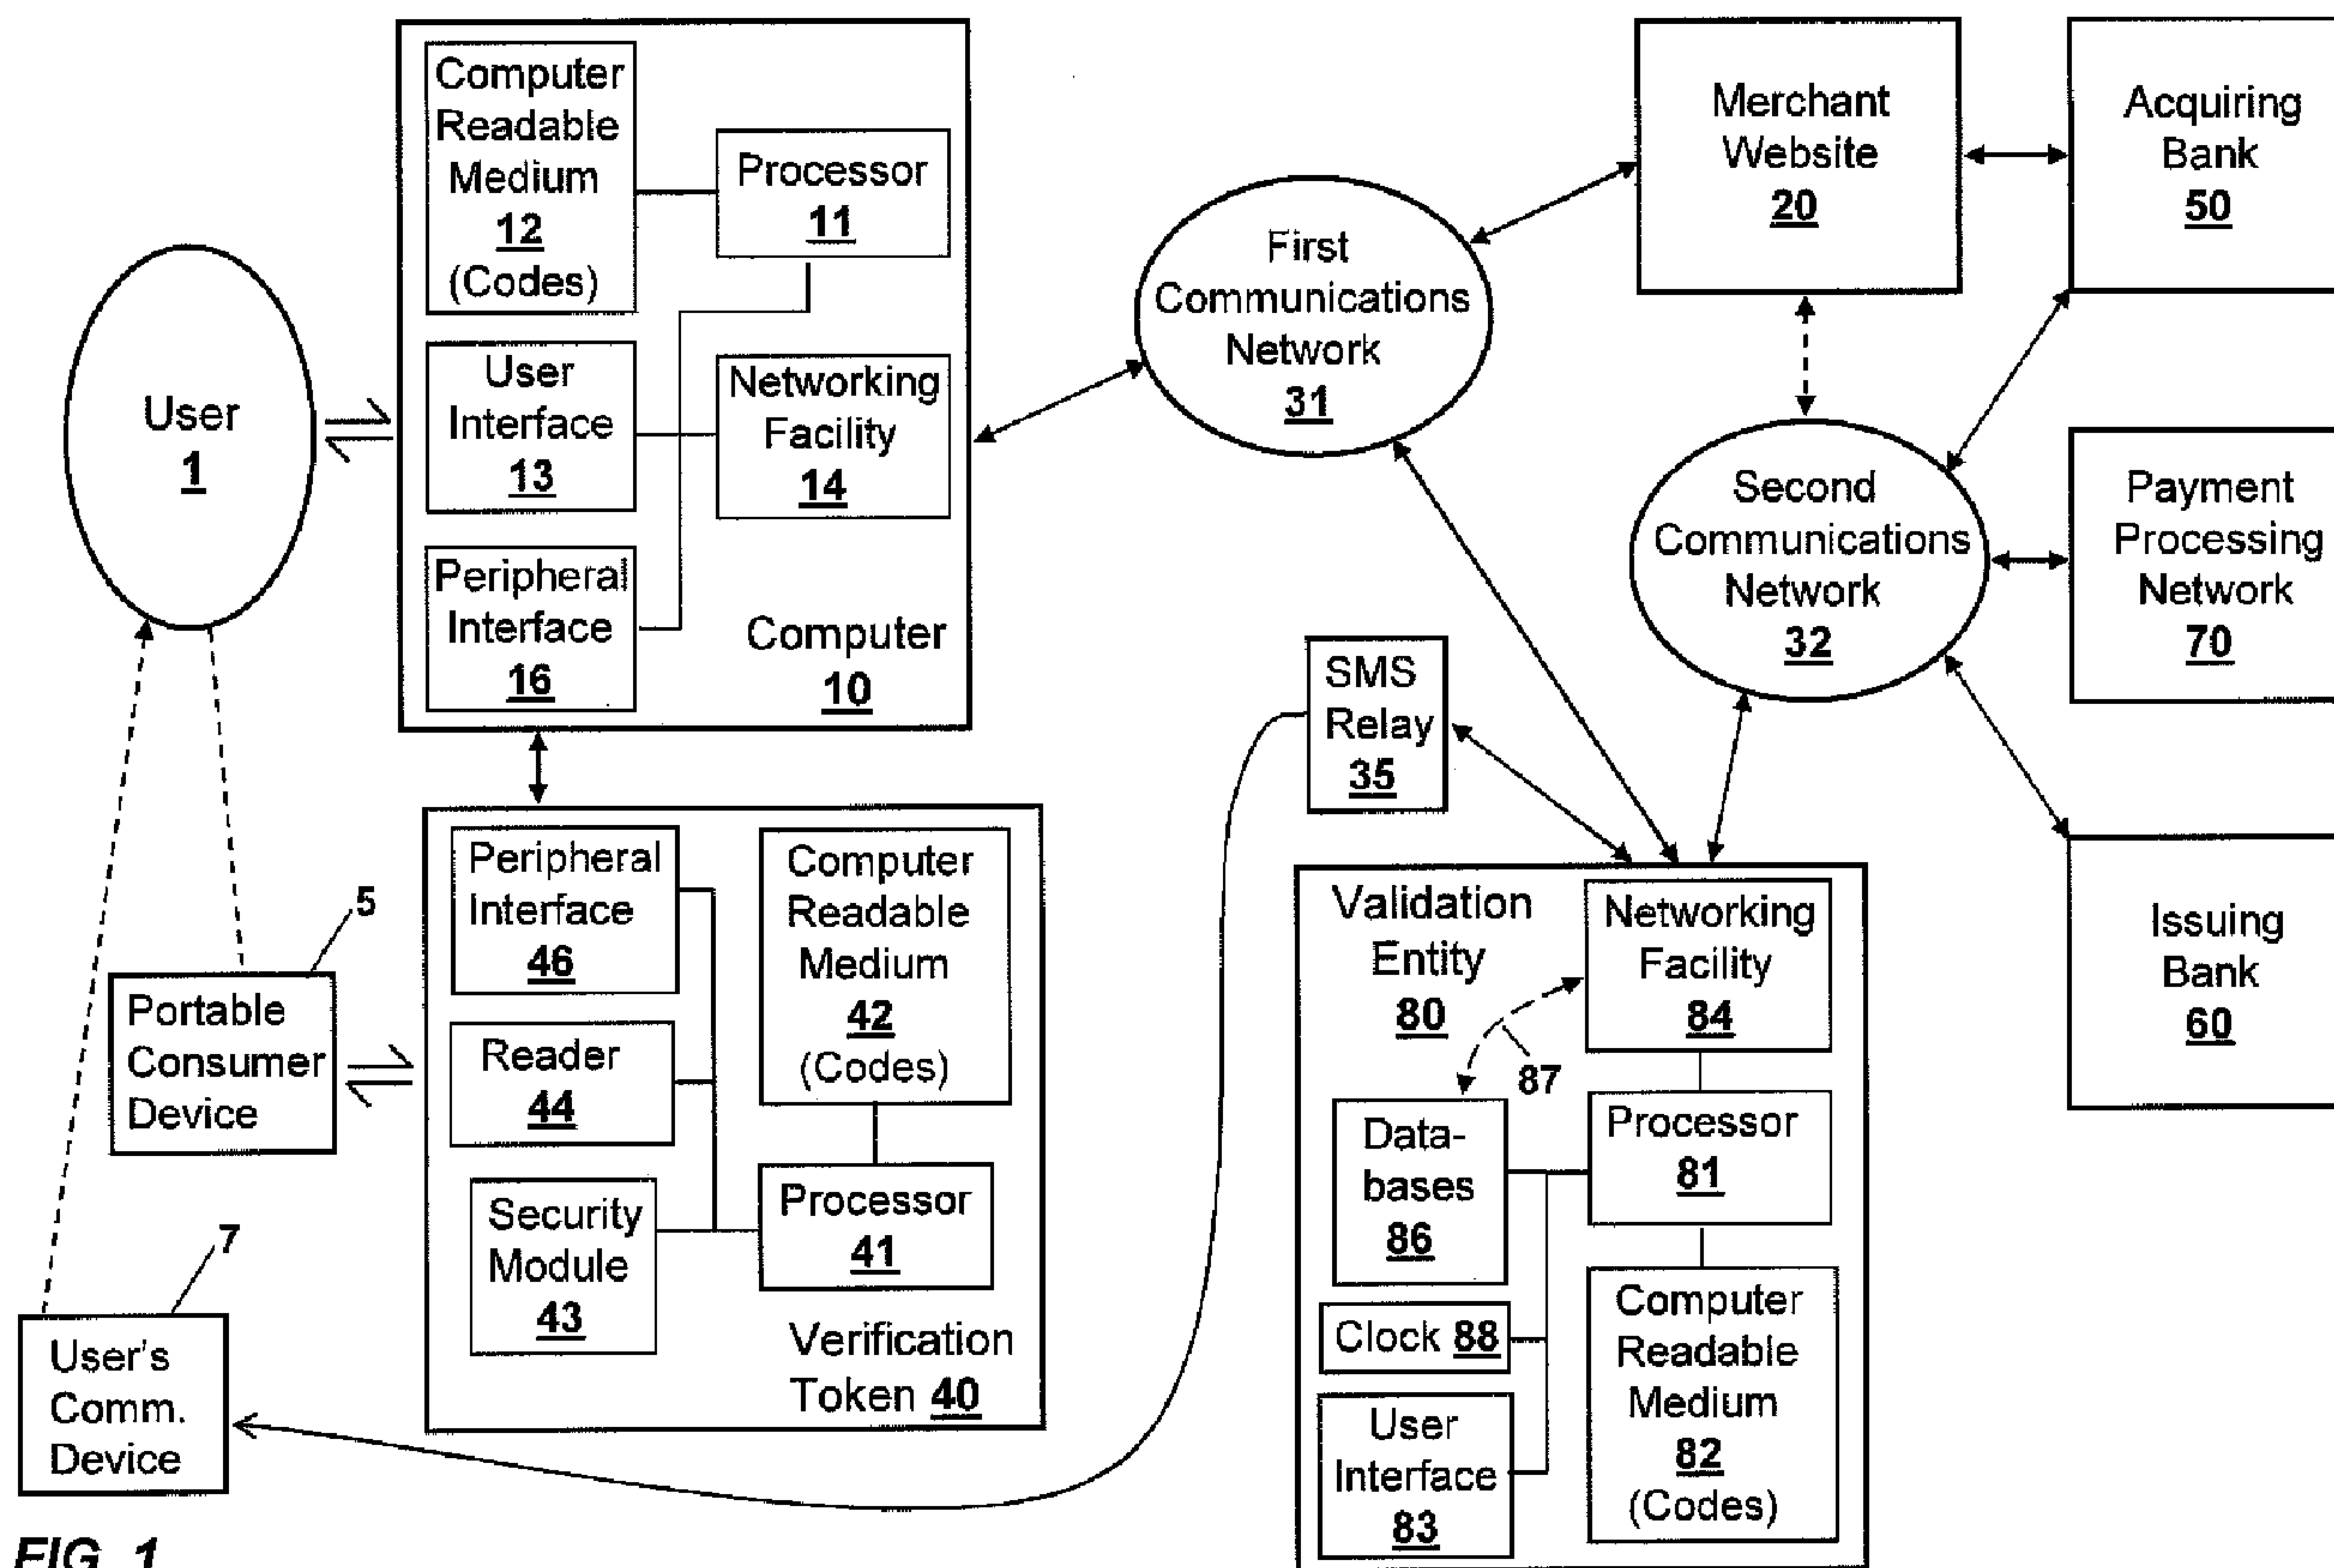 User
1
Computer
Readable
Medium
12
(Codes)
Processor
11
User
Interface
13
Networking
Facility
14
Peripheral
Interface
16
Computer
10
First
Communications
Network
31
Merchant
Website
20
Acquiring
Bank
50
Second
Communications
Network
32
Payment
Processing
Network
70
Issuing
Bank
60
SMS
Relay
35
5
Portable
Consumer
Device
7
User's
Comm.
Device
Peripheral
Interface
46
Computer
Readable
Medium
42
(Codes)
Reader
44
Security
Module
43
Processor
41
Verification
Token 40
Validation
Entity
80
Networking
Facility
84
87
Data-
bases
86
Processor
81
Clock 88
User
Interface
83
Computer
Readable
Medium
82
(Codes)
FIG. 1